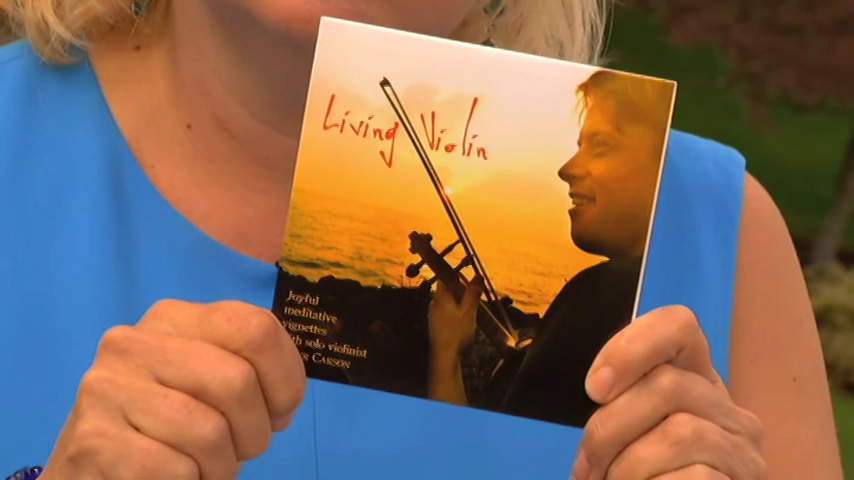 Living Violin
Joyful
meditative
vignettes
solo violinist
CARSON